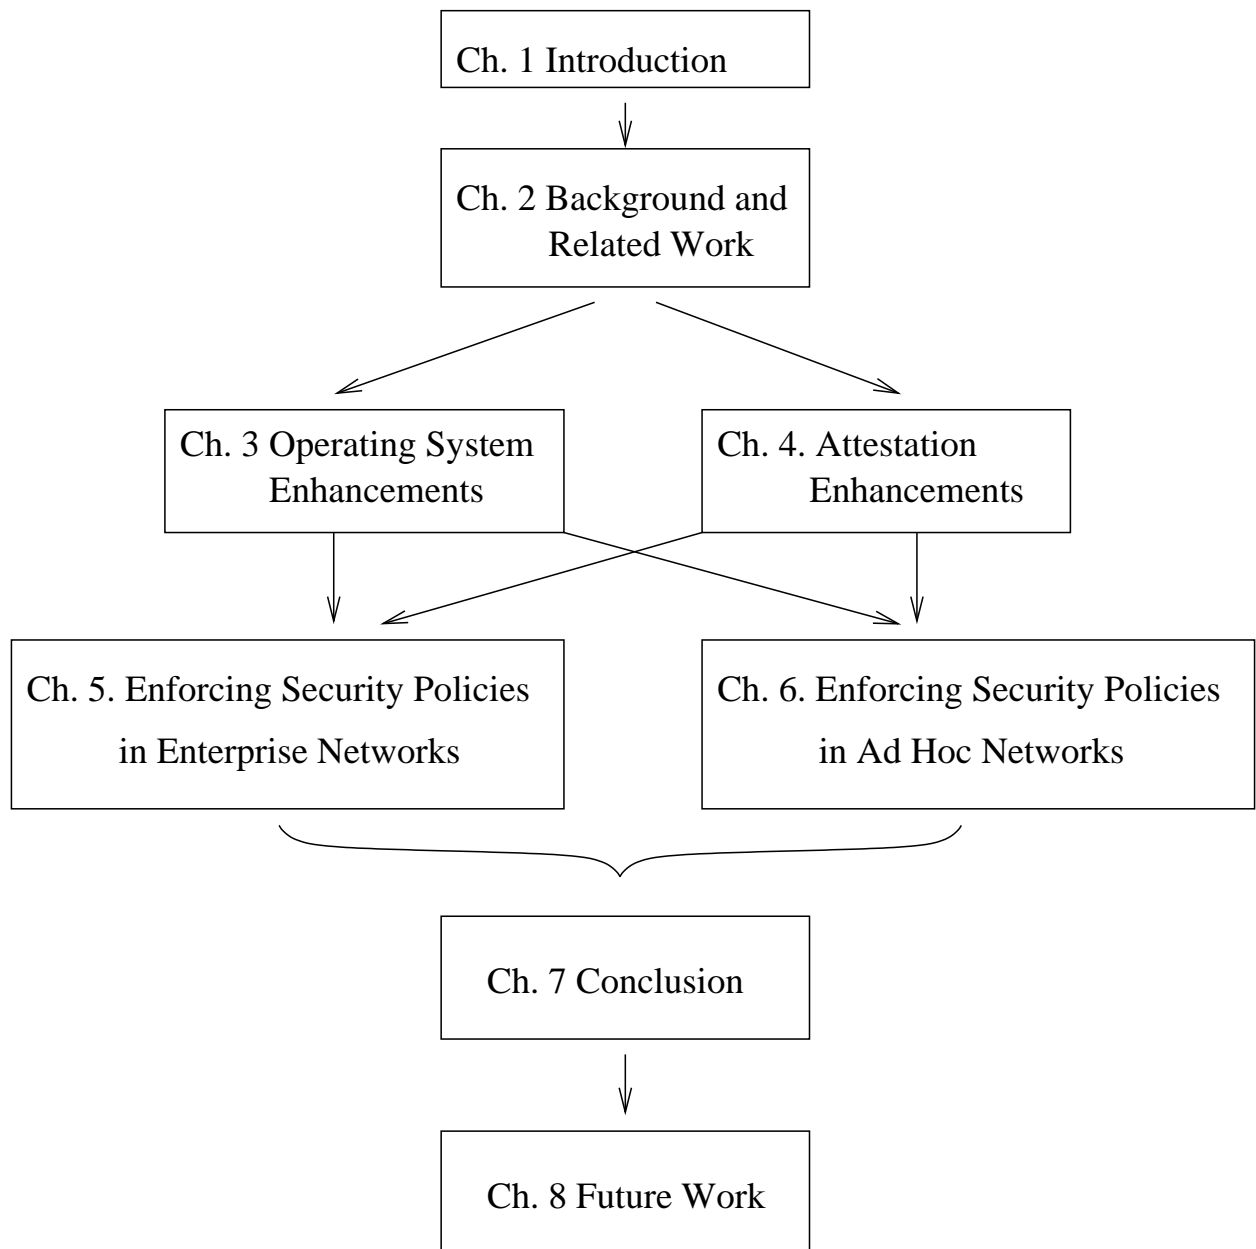 Ch. 1 Introduction
Ch. 2 Background and
Related Work
Ch. 3 Operating System
Enhancements
Ch. 4. Attestation
Enhancements
Ch. 5. Enforcing Security Policies
in Enterprise Networks
Ch. 6. Enforcing Security Policies
in Ad Hoc Networks
Ch. 7 Conclusion
Ch. 8 Future Work